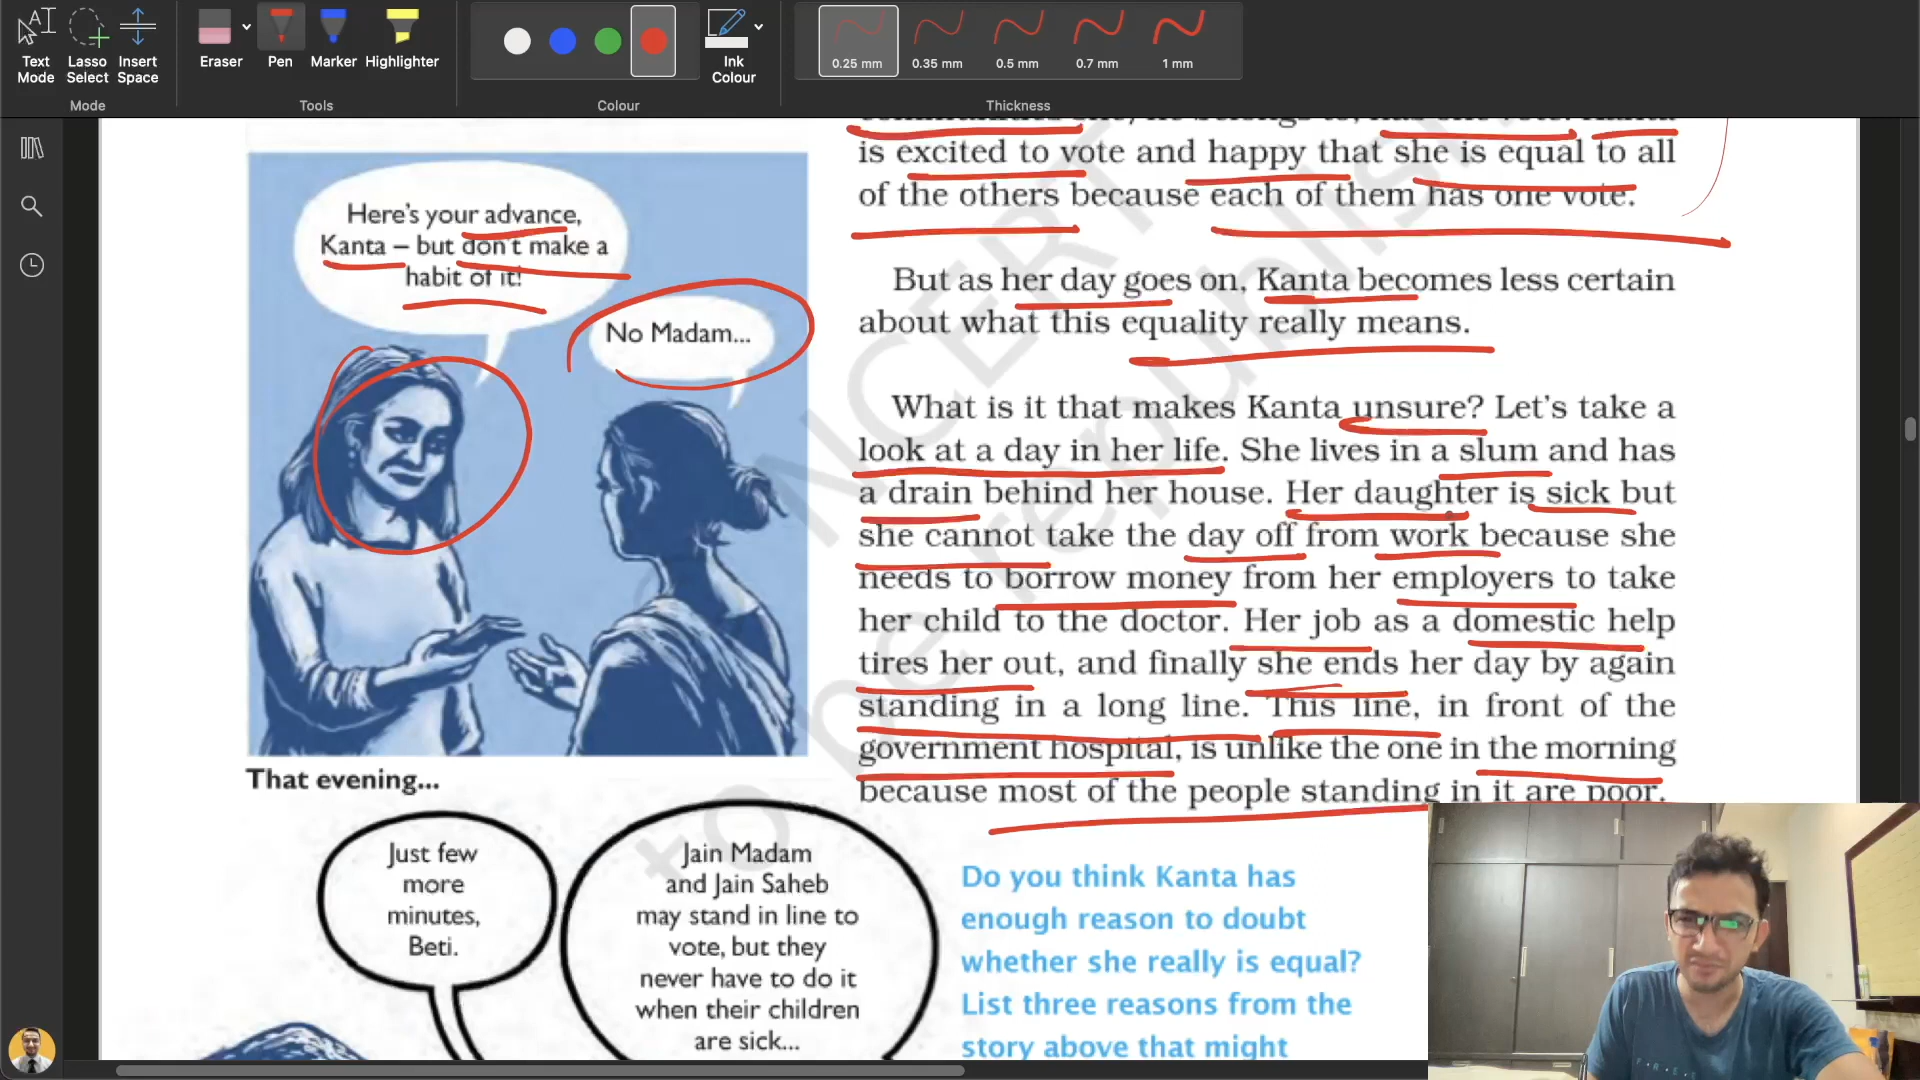 Text Mode
Lasso Select
Insert Space
Mode
Eraser
Pen
Marker
Highlighter
Tools
Colour
Ink Colour
0.25 mm
0.35 mm
0.5 mm
0.7 mm
1 mm
Thickness
Here's your advance,
Kanta – but don't make a
habit of it!
No Madam...
That evening...
Just few
more
minutes,
Beti.
Jain Madam
and Jain Saheb
may stand in line to
vote, but they
never have to do it
when their children
are sick...
is excited to vote and happy that she is equal to all
of the others because each of them has one vote.
But as her day goes on, Kanta becomes less certain
about what this equality really means.
What is it that makes Kanta unsure? Let's take a
look at a day in her life. She lives in a slum and has
a drain behind her house. Her daughter is sick but
she cannot take the day off from work because she
needs to borrow money from her employers to take
her child to the doctor. Her job as a domestic help
tires her out, and finally she ends her day by again
standing in a long line. This line, in front of the
government hospital, is unlike the one in the morning
because most of the people standing in it are poor.
Do you think Kanta has
enough reason to doubt
whether she really is equal?
List three reasons from the
story above that might